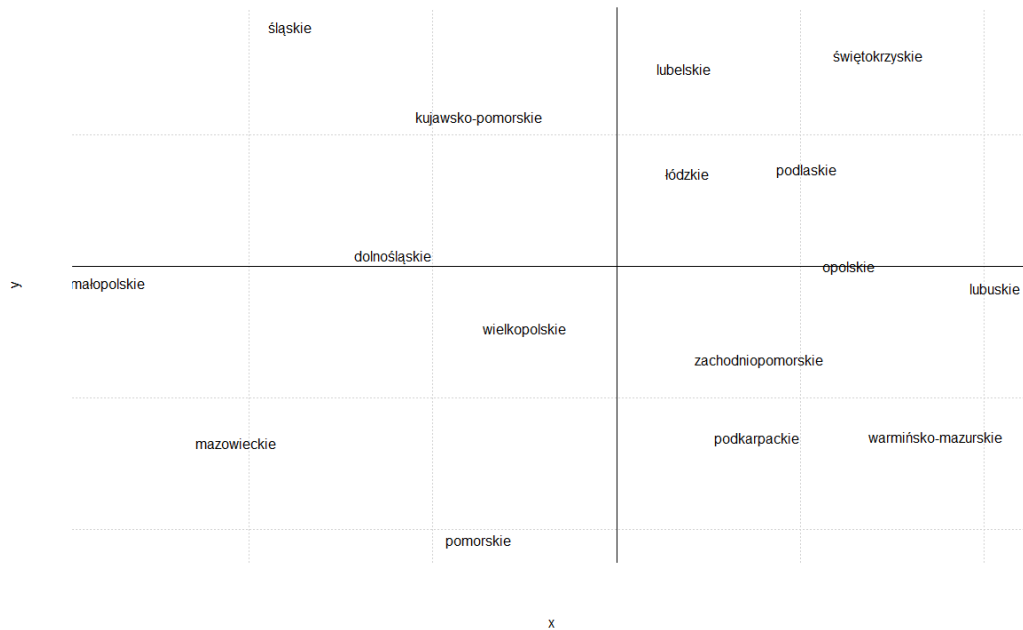 śląskie
świętokrzyskie
lubelskie
kujawsko-pomorskie
podlaskie
łódzkie
dolnośląskie
opolskie
małopolskie
lubuskie
y
wielkopolskie
zachodniopomorskie
mazowieckie
podkarpackie
warmińsko-mazurskie
pomorskie
x